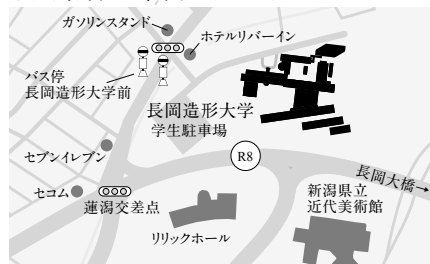 ガソリンスタンド
ホテルリバーイン
バス停
長岡造形大学前
長岡造形大学
学生駐車場
セブンイレブン
R8
長岡大橋→
セコム
蓮潟交差点
新潟県立
近代美術館
リリックホール